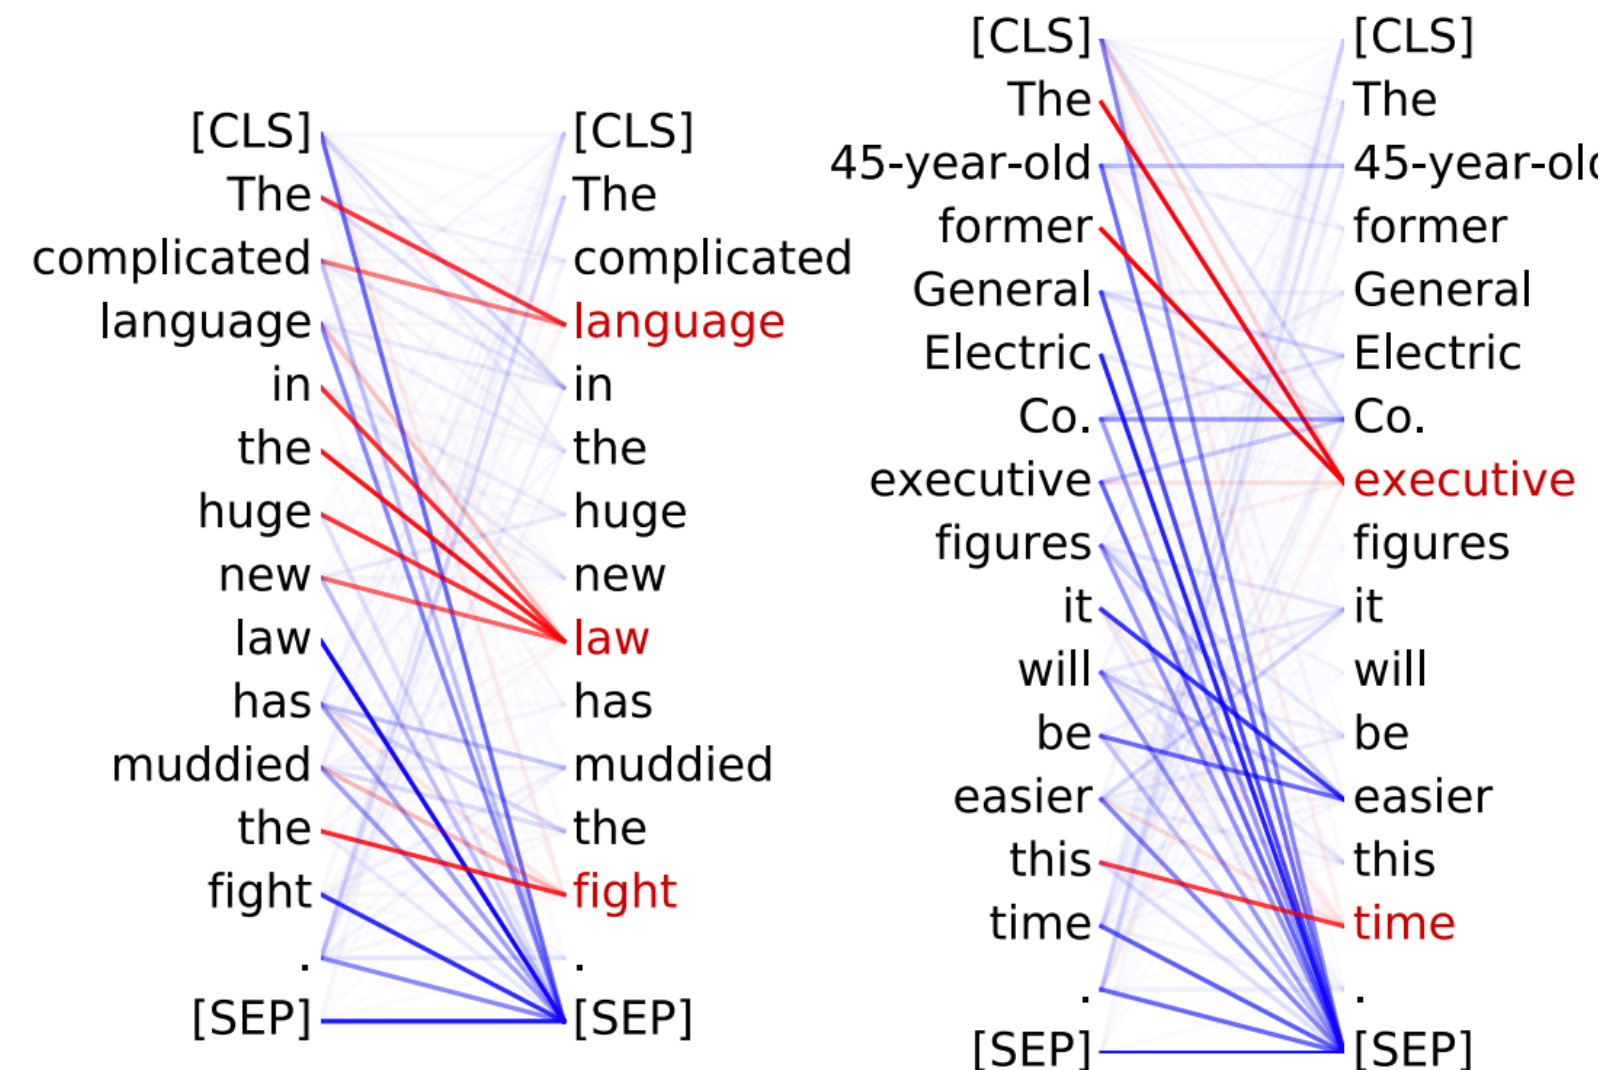 [CLS] [CLS]
The The
complicated complicated
language language
in in
the the
huge huge
new new
law law
has has
muddied muddied
the the
fight fight
. .
[SEP] [SEP]
[CLS] [CLS]
The The
45-year-old 45-year-old
former former
General General
Electric Electric
Co. Co.
executive executive
figures figures
it it
will will
be be
easier easier
this this
time time
. .
[SEP] [SEP]